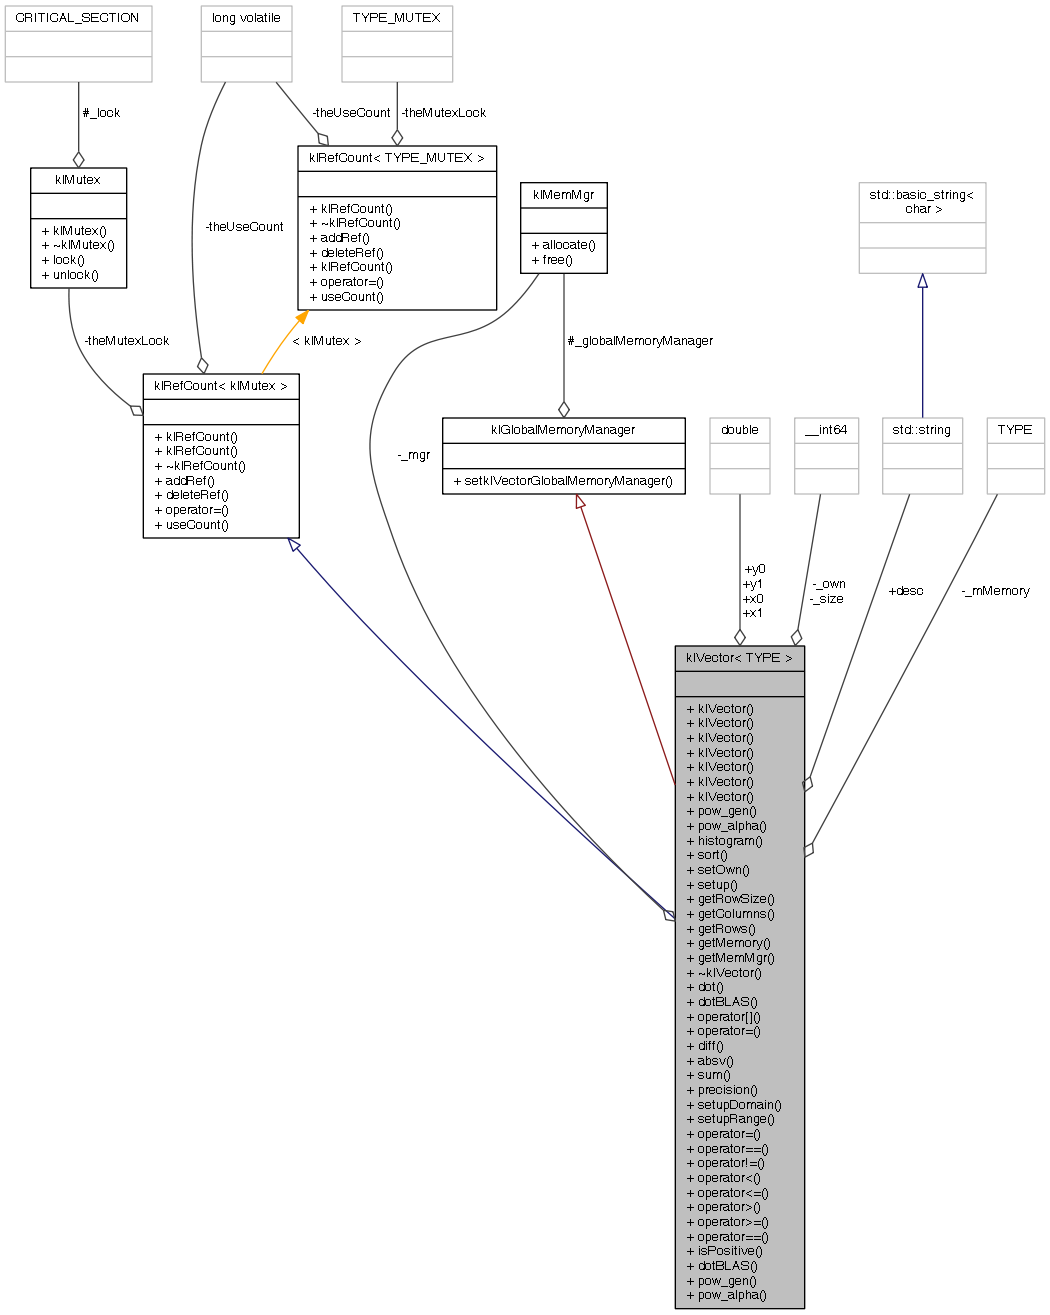 CRITICAL_SECTION
long volatile
TYPE_MUTEX
#_lock
-theUseCount
-theMutexLock
klMutex
+ klMutex()
+ ~klMutex()
+ lock()
+ unlock()
-theUseCount
klRefCount< TYPE_MUTEX >
+ klRefCount()
+ ~klRefCount()
+ addRef()
+ deleteRef()
+ klRefCount()
+ operator=()
+ useCount()
klMemMgr
+ allocate()
+ free()
std::basic_string<
char >
-theMutexLock
< klMutex >
#_globalMemoryManager
klRefCount< klMutex >
+ klRefCount()
+ klRefCount()
+ ~klRefCount()
+ addRef()
+ deleteRef()
+ operator=()
+ useCount()
-_mgr
klGlobalMemoryManager
+ setklVectorGlobalMemoryManager()
double
__int64
std::string
TYPE
+y0
+y1
+x0
+x1
-_own
-_size
+desc
-_mMemory
klVector< TYPE >
+ klVector()
+ klVector()
+ klVector()
+ klVector()
+ klVector()
+ klVector()
+ klVector()
+ pow_gen()
+ pow_alpha()
+ histogram()
+ sort()
+ setOwn()
+ setup()
+ getRowSize()
+ getColumns()
+ getRows()
+ getMemory()
+ getMemMgr()
+ ~klVector()
+ dot()
+ dotBLAS()
+ operator[]()
+ operator=()
+ diff()
+ absv()
+ sum()
+ precision()
+ setupDomain()
+ setupRange()
+ operator=()
+ operator==()
+ operator!=()
+ operator<()
+ operator<=()
+ operator>()
+ operator>=()
+ operator==()
+ isPositive()
+ dotBLAS()
+ pow_gen()
+ pow_alpha()